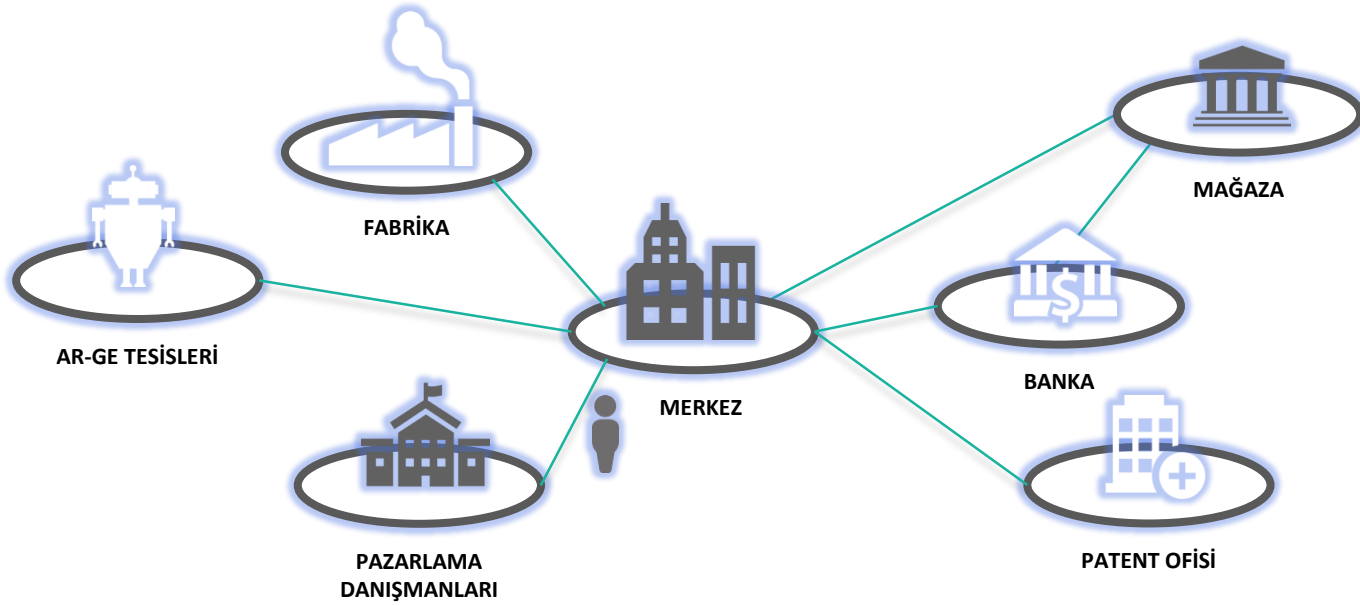 FABRİKA
MAĞAZA
AR-GE TESİSLERİ
MERKEZ
BANKA
$
PAZARLAMA
DANIŞMANLARI
PATENT OFİSİ